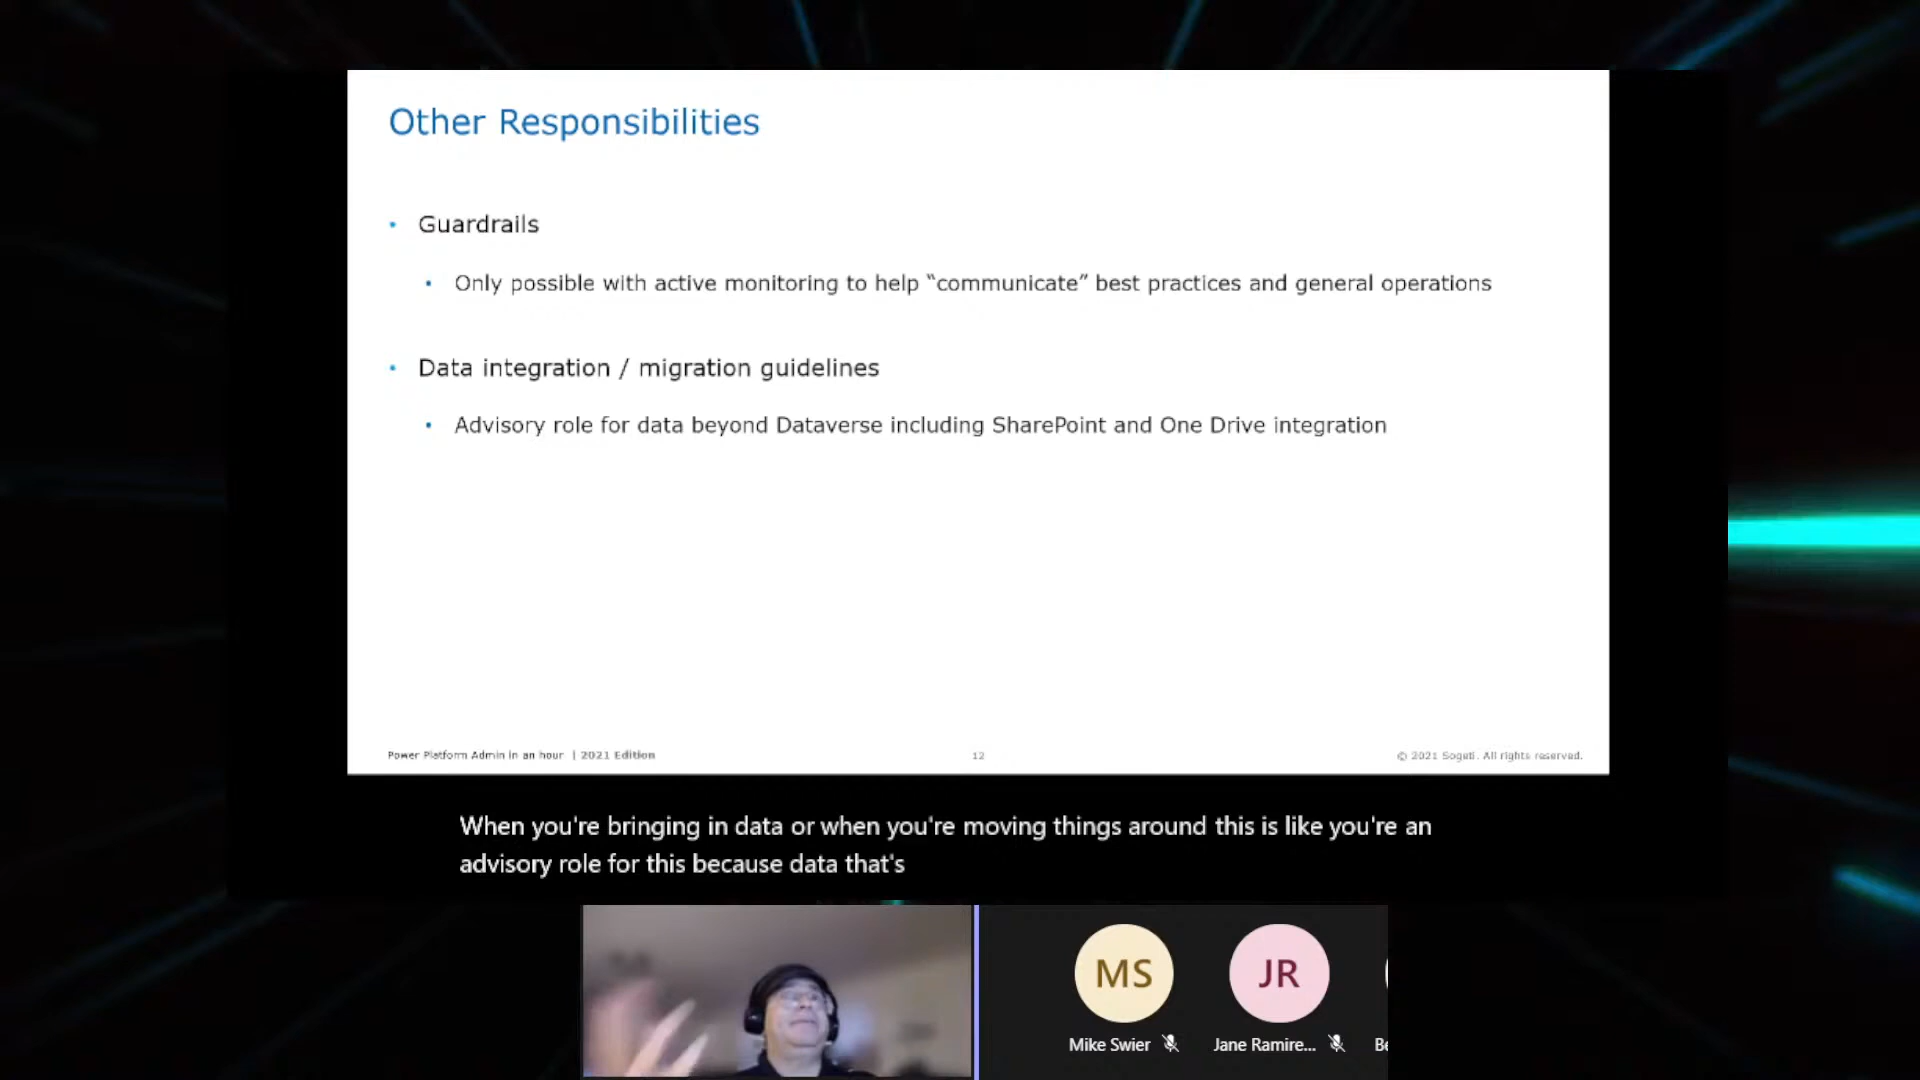 Other Responsibilities
• Guardrails
• Only possible with active monitoring to help “communicate” best practices and general operations
• Data integration / migration guidelines
• Advisory role for data beyond Dataverse including SharePoint and One Drive integration
Power Platform Admin in an hour | 2021 Edition
12
© 2021 Sogeti. All rights reserved.
When you're bringing in data or when you're moving things around this is like you're an
advisory role for this because data that's
MS
JR
Mike Swier
Jane Ramire...
Be